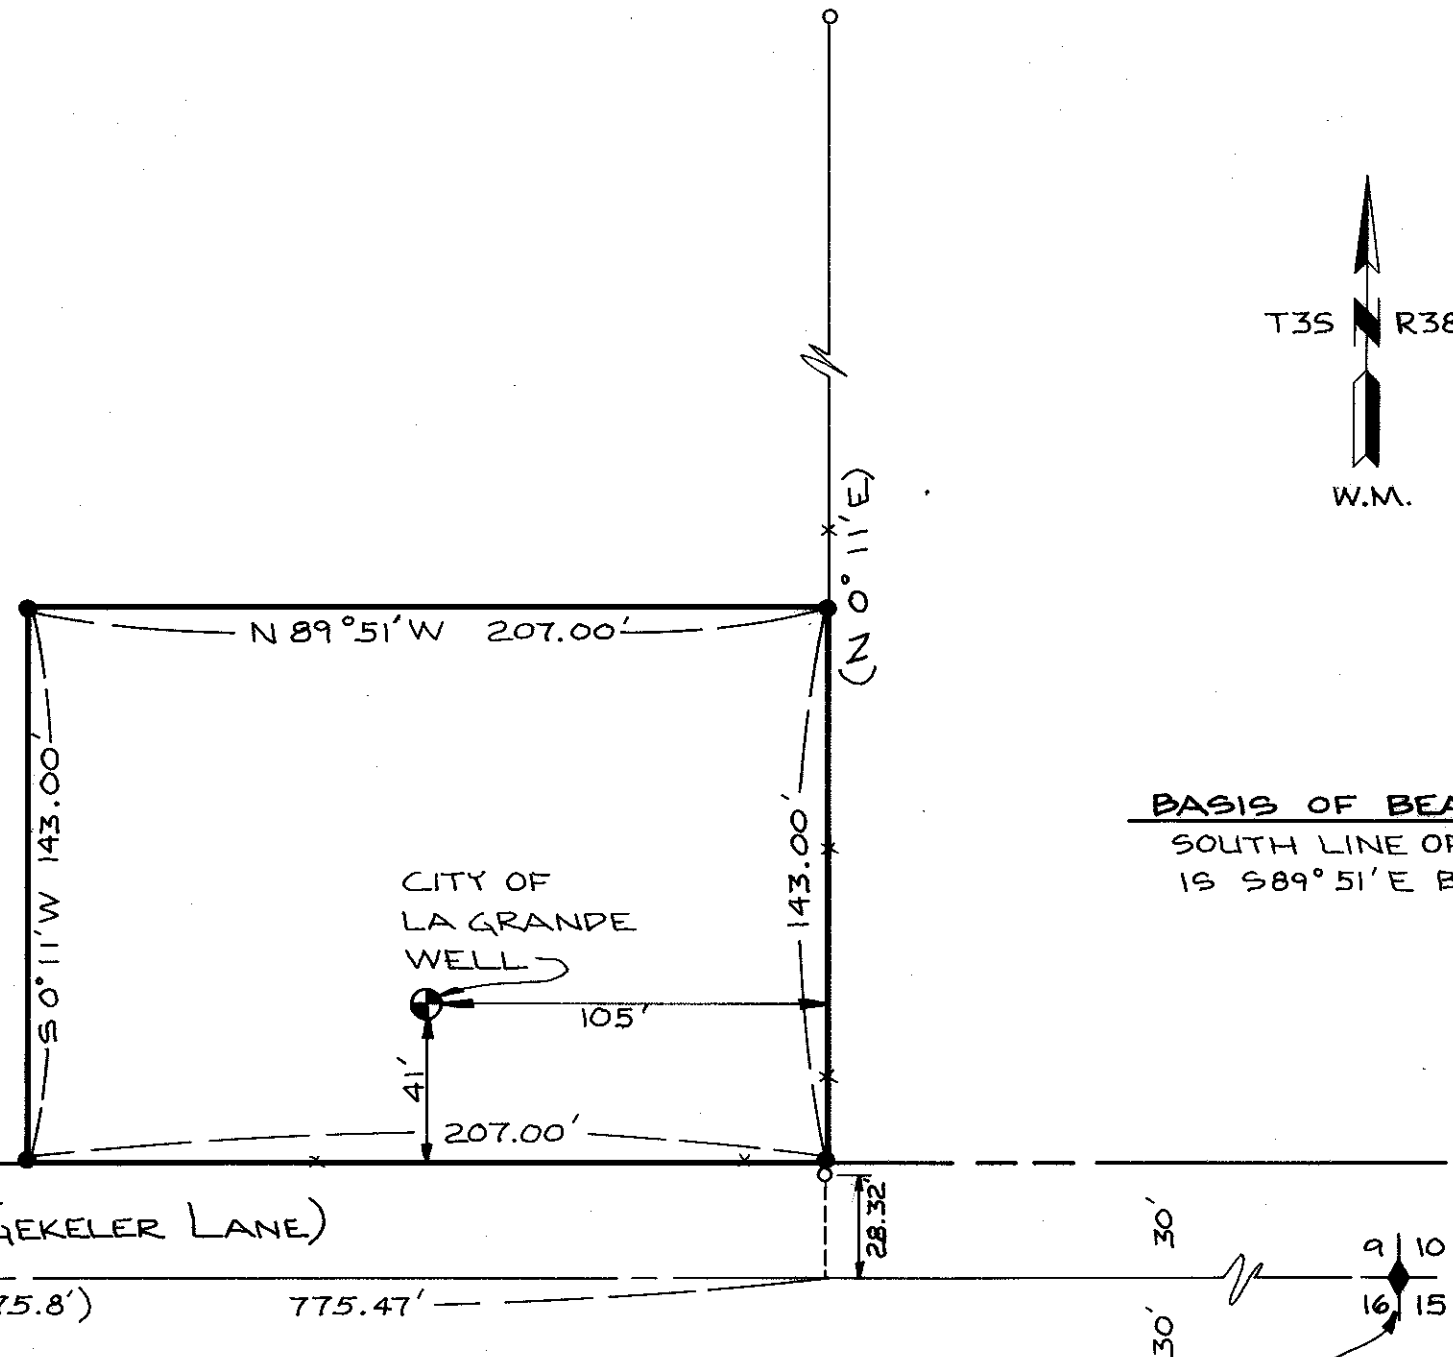 T3S R38
W.M.
(N 0° 11' E)
N 89°51'W 207.00'
S 0°11'W 143.00'
143.00'
BASIS OF BEA
SOUTH LINE OF
IS S89°51'E B
CITY OF
LA GRANDE
WELL
105'
41'
207.00'
28.32'
GEKELER LANE)
30'
9 10
16 15
75.8') 775.47'
30'